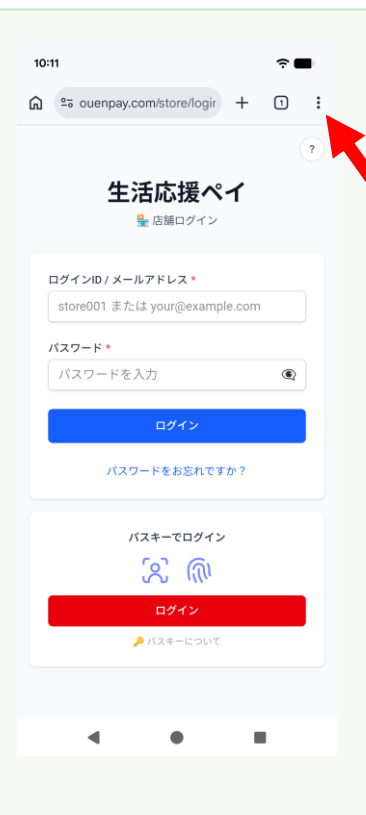 10:11
ouenpay.com/store/login
1
?
生活応援ペイ
店舗ログイン
ログインID / メールアドレス *
store001 または your@example.com
パスワード *
パスワードを入力
ログイン
パスワードをお忘れですか？
パスキーでログイン
ログイン
パスキーについて